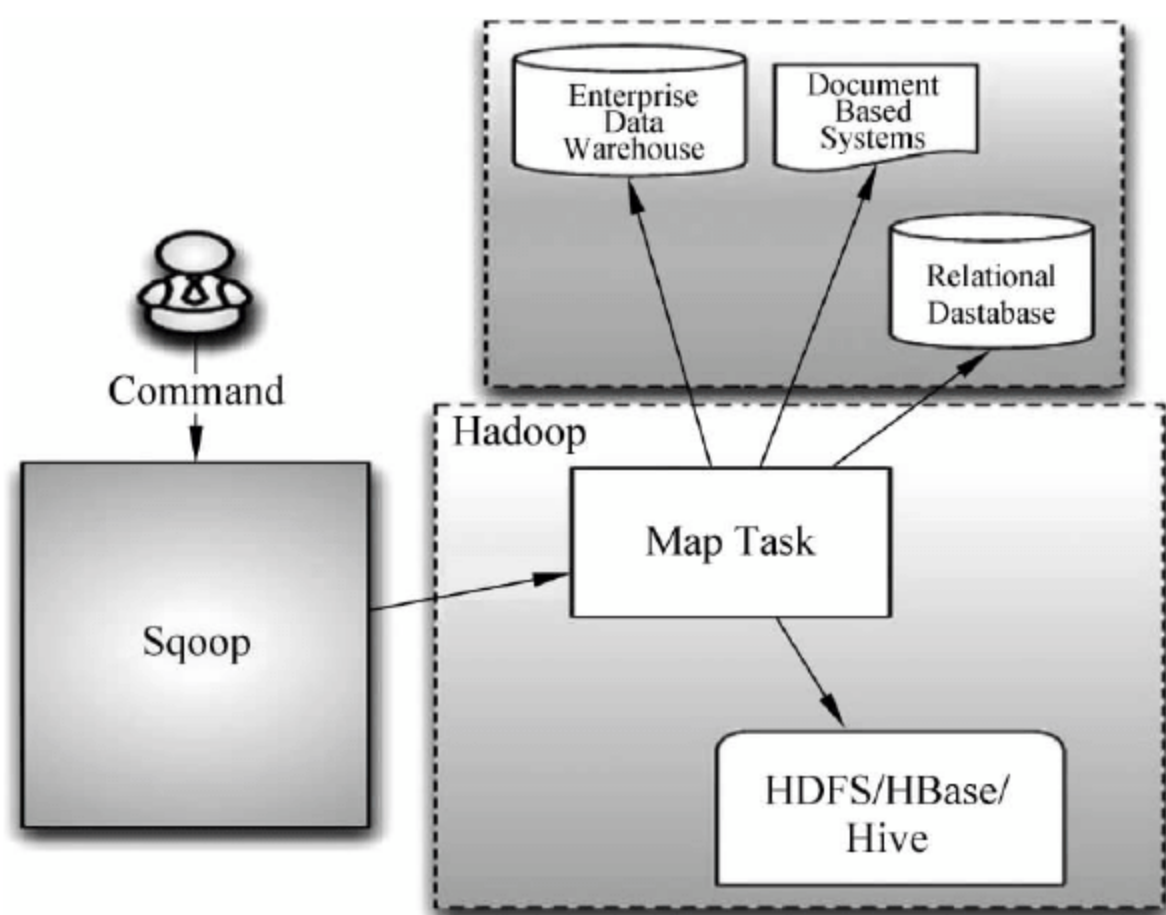 Enterprise
Data
Warehouse
Document
Based
Systems
Relational
Dastabase
Command
Hadoop
Map Task
Sqoop
HDFS/HBase/
Hive